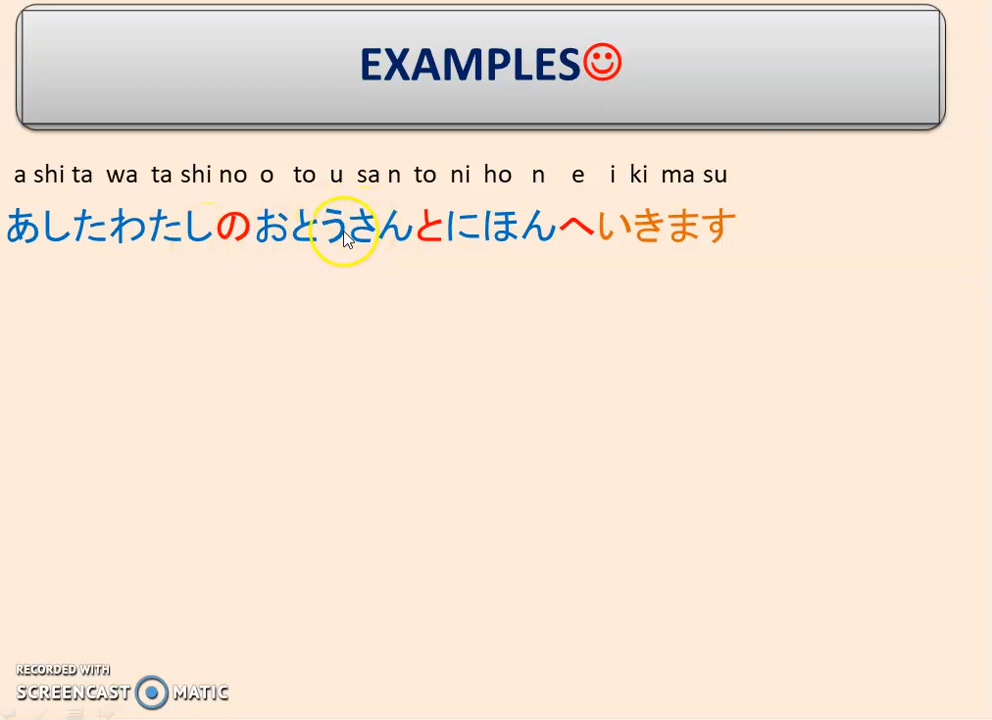 EXAMPLES☺
a shi ta wa ta shi no o to u sa n to ni ho n e i ki ma su
あしたわたしのおとうさんとにほんへいきます
RECORDED WITH
SCREENCAST MATIC